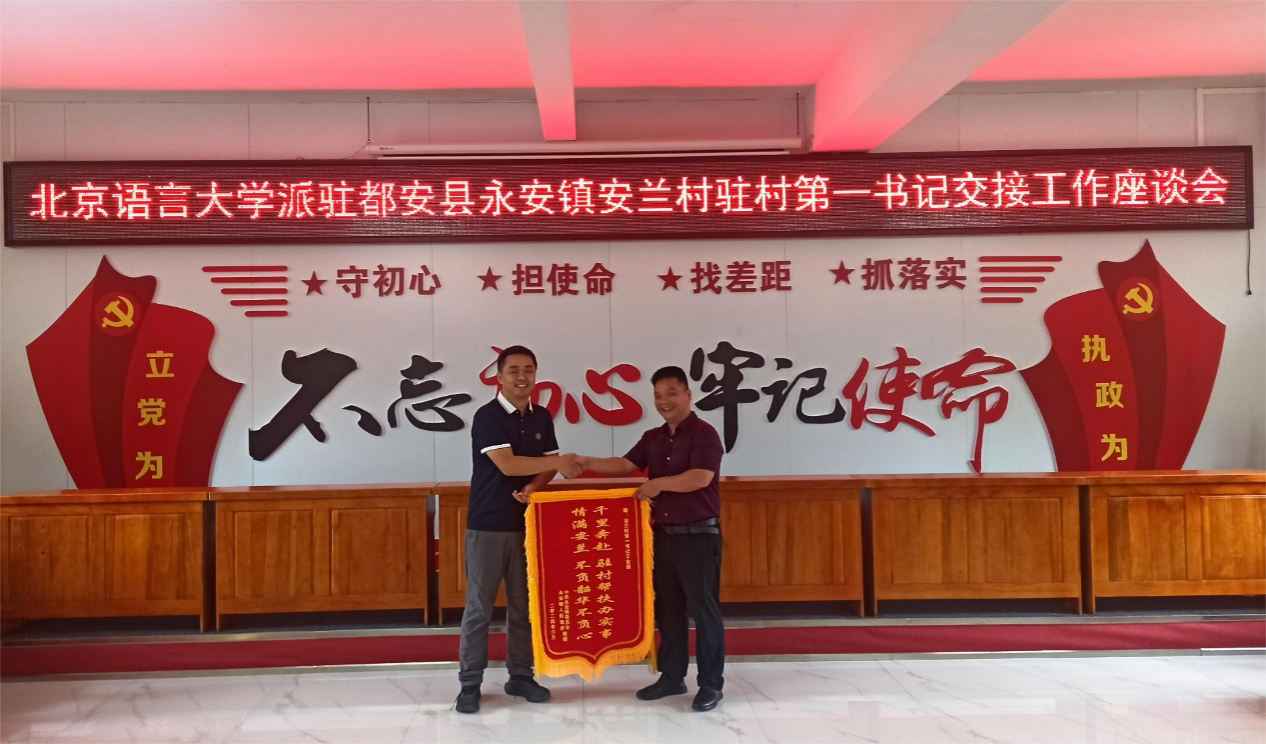 北京语言大学派驻都安县永安镇安兰村驻村第一书记交接工作座谈会
★守初心 ★担使命 ★找差距 ★抓落实
立党为
不忘初心 牢记使命
执政为
千里奔赴 驻村帮扶办实事
情满安兰 不负韶华不负心